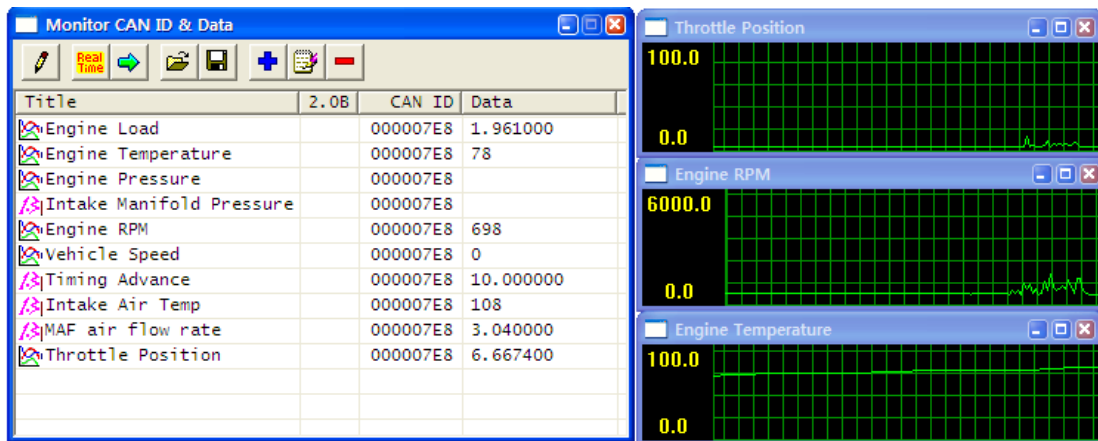 Monitor CAN ID & Data
Real
Time
Title 2.0B CAN ID Data
Engine Load 000007E8 1.961000
Engine Temperature 000007E8 78
Engine Pressure 000007E8
Intake Manifold Pressure 000007E8
Engine RPM 000007E8 698
Vehicle Speed 000007E8 0
Timing Advance 000007E8 10.000000
Intake Air Temp 000007E8 108
MAF air flow rate 000007E8 3.040000
Throttle Position 000007E8 6.667400
Throttle Position
100.0
0.0
Engine RPM
6000.0
0.0
Engine Temperature
100.0
0.0